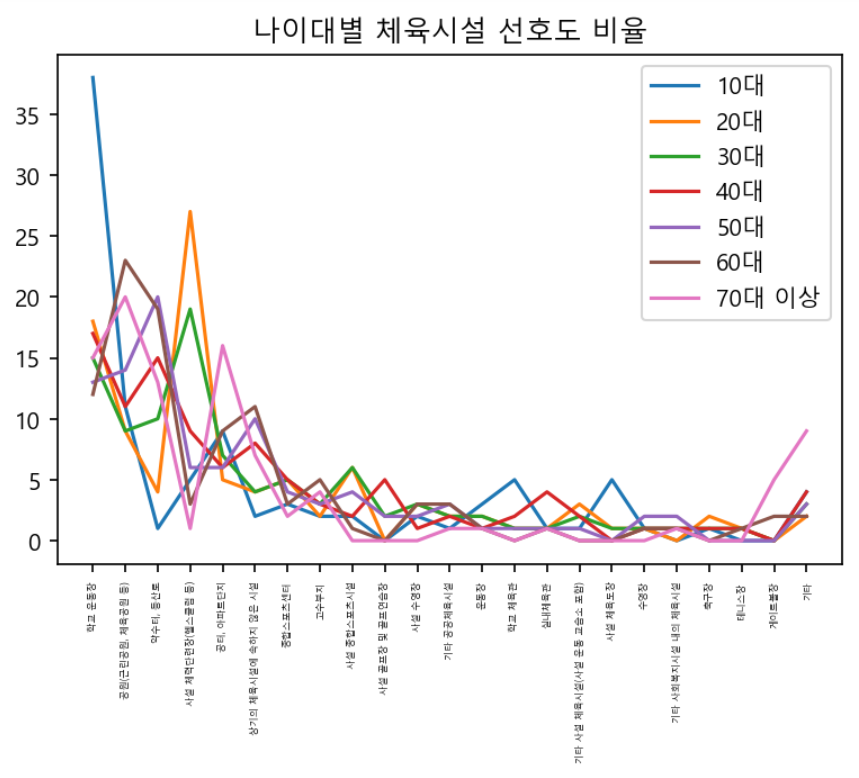 나이대별 체육시설 선호도 비율
35
30
25
20
15
10
5
0
10대
20대
30대
40대
50대
60대
70대 이상
학교 운동장
공원(근린공원, 체육공원 등)
약수터, 등산로
사설 체력단련장(헬스클럽 등)
공터, 아파트단지
상기의 체육시설에 속하지 않은 시설
종합스포츠센터
고수부지
사설 종합스포츠시설
사설 골프장 및 골프연습장
사설 수영장
기타 공공체육시설
운동장
학교 체육관
실내체육관
기타 사설 체육시설(사설 운동 교습소 포함)
사설 체육도장
수영장
기타 사회복지시설 내의 체육시설
축구장
테니스장
게이트볼장
기타